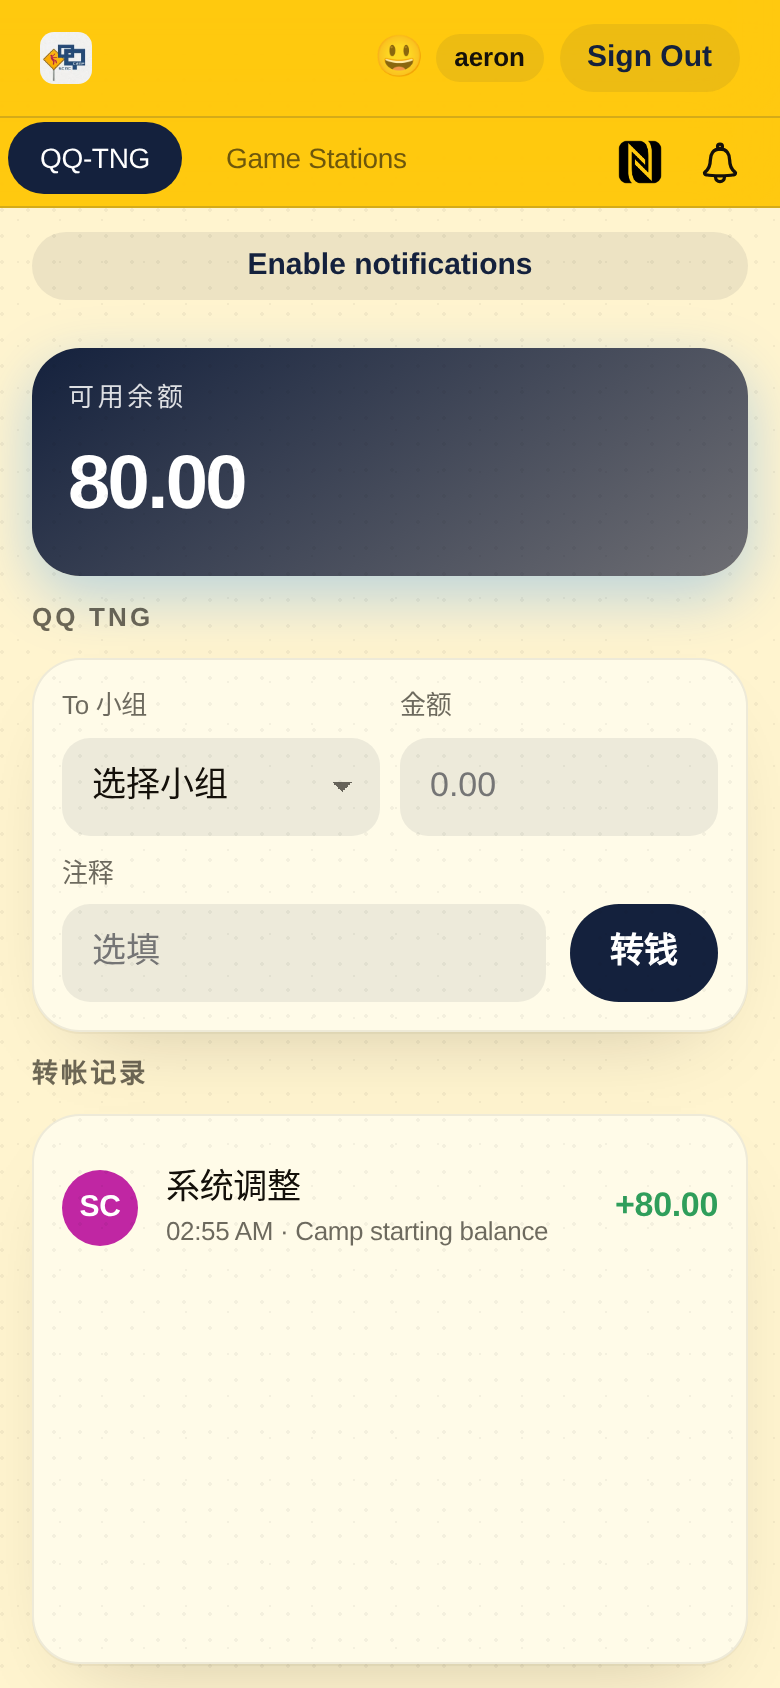 aeron
Sign Out
QQ-TNG
Game Stations
Enable notifications
可用余额
80.00
QQ TNG
To 小组
金额
选择小组
0.00
注释
选填
转钱
转帐记录
SC
系统调整
+80.00
02:55 AM · Camp starting balance